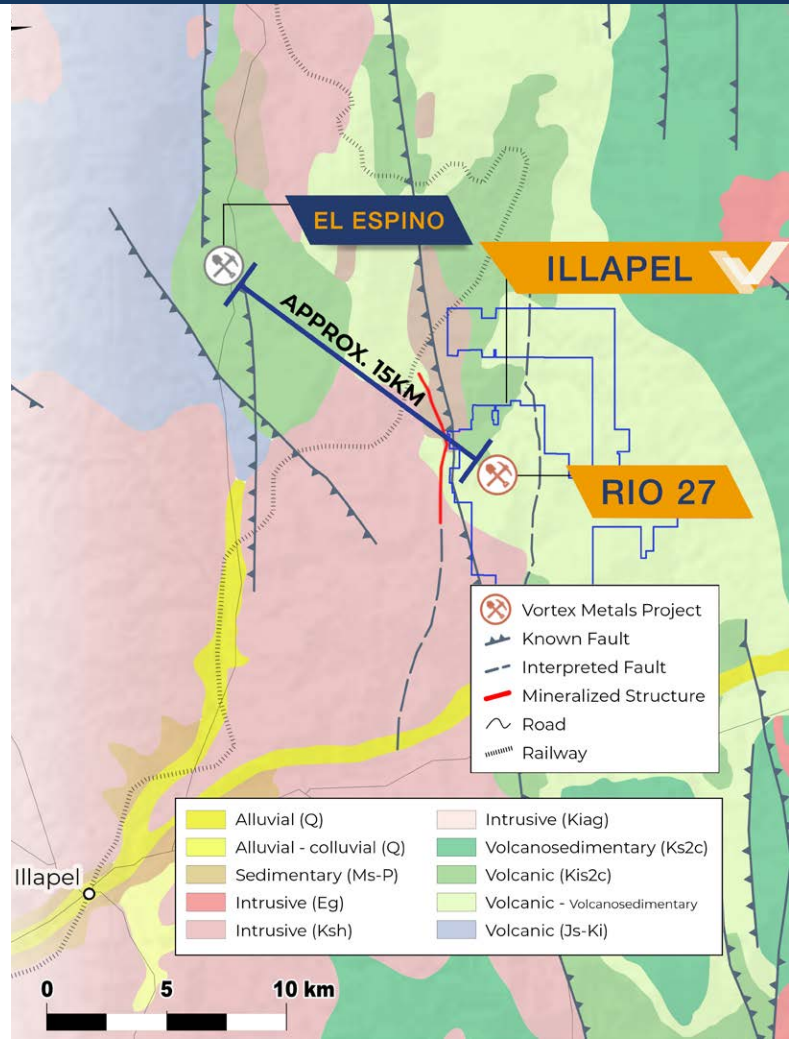 EL ESPINO
ILLAPEL
APPROX. 15KM
RIO 27
Vortex Metals Project
Known Fault
Interpreted Fault
Mineralized Structure
Road
Railway
Alluvial (Q)
Alluvial - colluvial (Q)
Sedimentary (Ms-P)
Intrusive (Eg)
Intrusive (Ksh)
Intrusive (Kiag)
Volcanosedimentary (Ks2c)
Volcanic (Kis2c)
Volcanic - Volcanosedimentary
Volcanic (Js-Ki)
Illapel
0 5 10 km